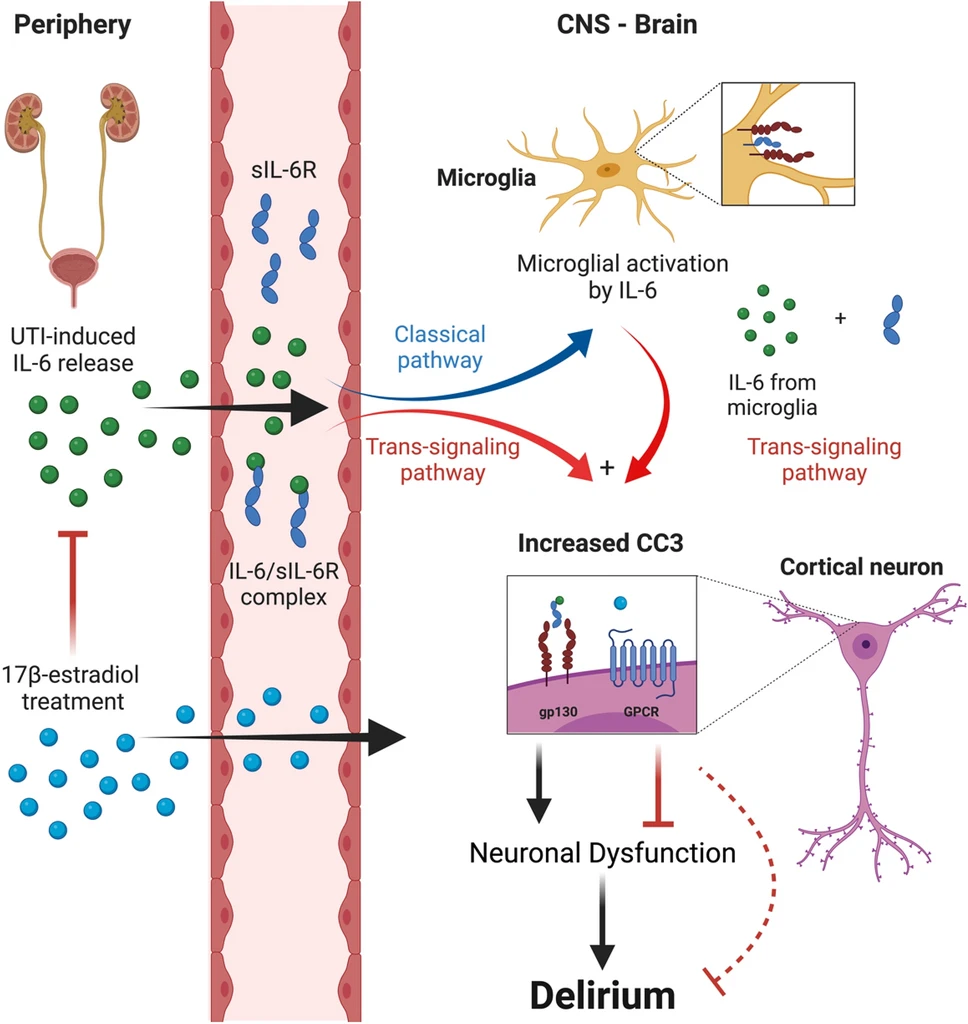 Periphery
CNS - Brain
sIL-6R
Microglia
Microglial activation
by IL-6
UTI-induced
IL-6 release
Classical
pathway
+
IL-6 from
microglia
Trans-signaling
pathway
+
Trans-signaling
pathway
IL-6/sIL-6R
complex
Increased CC3
Cortical neuron
gp130
GPCR
17β-estradiol
treatment
Neuronal Dysfunction
Delirium